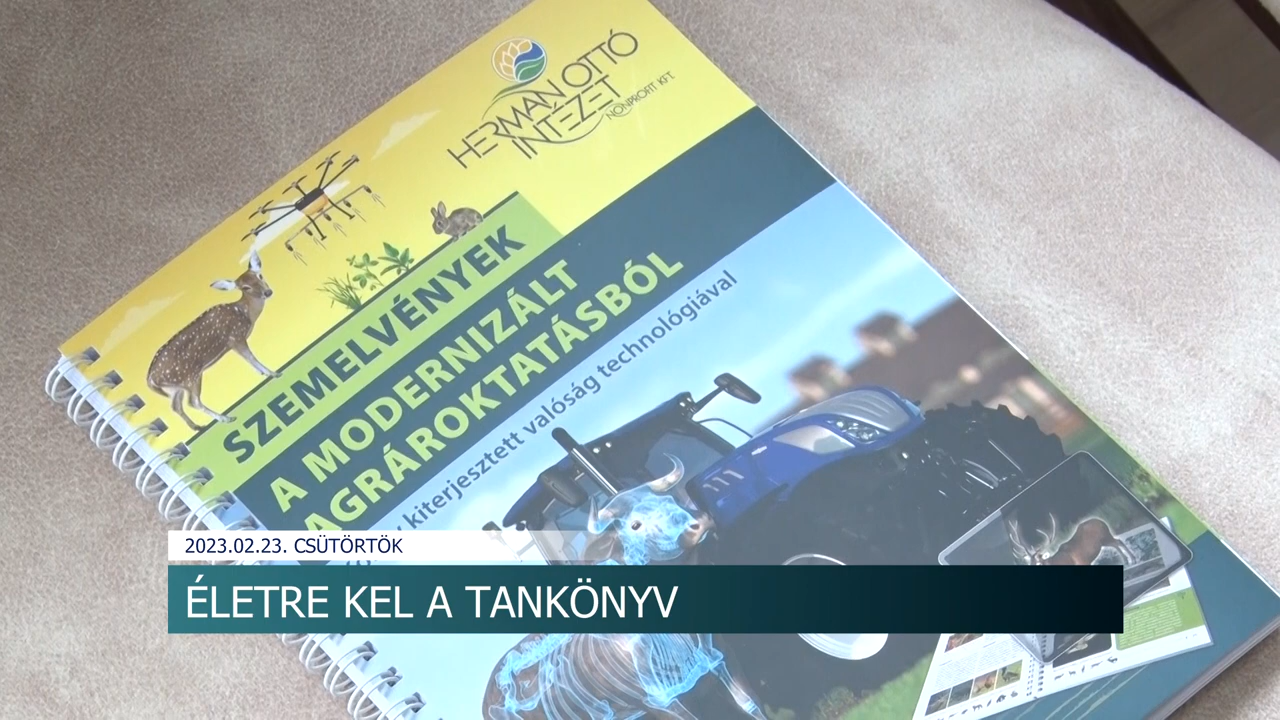 HERMAN OTTÓ
INTÉZET
NONPROFIT KFT.
SZEMELVÉNYEK
A MODERNIZÁLT
AGRÁROKTATÁSBÓL
kiterjesztett valóság technológiával
2023.02.23. CSÜTÖRTÖK
ÉLETRE KEL A TANKÖNYV